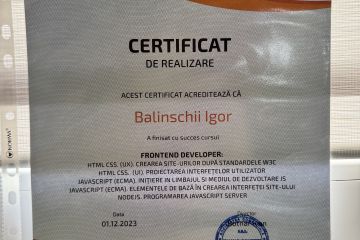 CERTIFICAT
DE REALIZARE
ACEST CERTIFICAT ACREDITEAZĂ CĂ
Balinschii Igor
A finisat cu succes cursul
FRONTEND DEVELOPER:
HTML CSS. (UX). CREAREA SITE-URILOR DUPĂ STANDARDELE W3C
HTML CSS. (UI). PROIECTAREA INTERFEȚELOR UTILIZATOR
JAVASCRIPT (ECMA). INIȚIERE IN LIMBAJUL SI MEDIUL DE DEZVOLTARE JS
JAVASCRIPT (ECMA). ELEMENTELE DE BAZĂ ÎN CREAREA INTERFEȚEI SITE-ULUI
NODEJS. PROGRAMAREA JAVASCRIPT SERVER
Data
01.12.2023